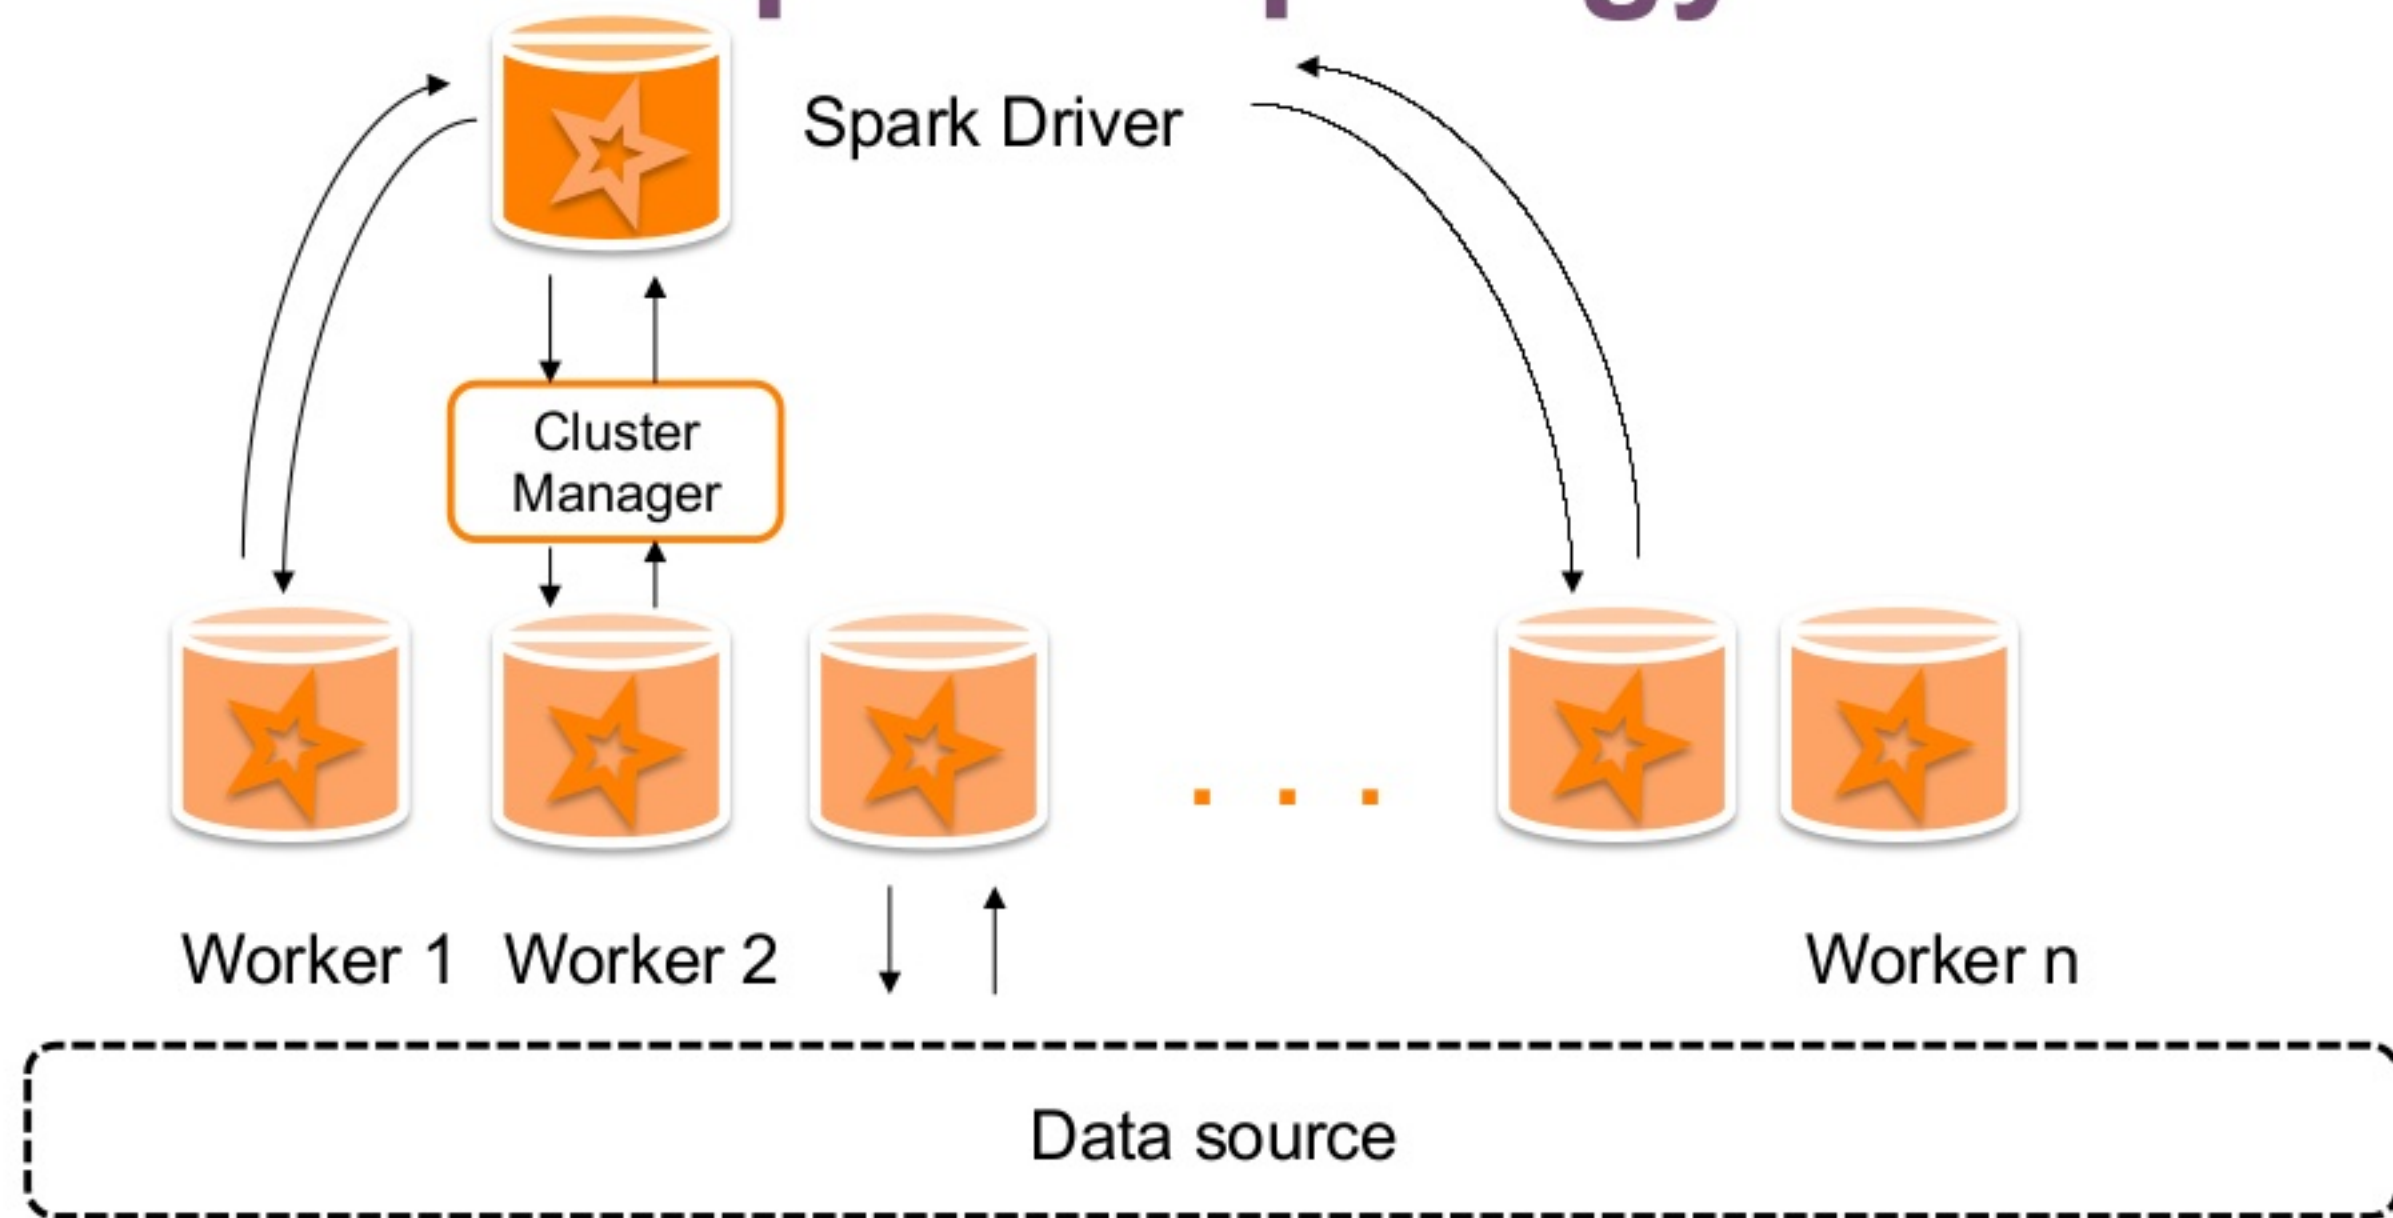 Spark Driver
Cluster
Manager
. . .
Worker 1
Worker 2
Worker n
Data source